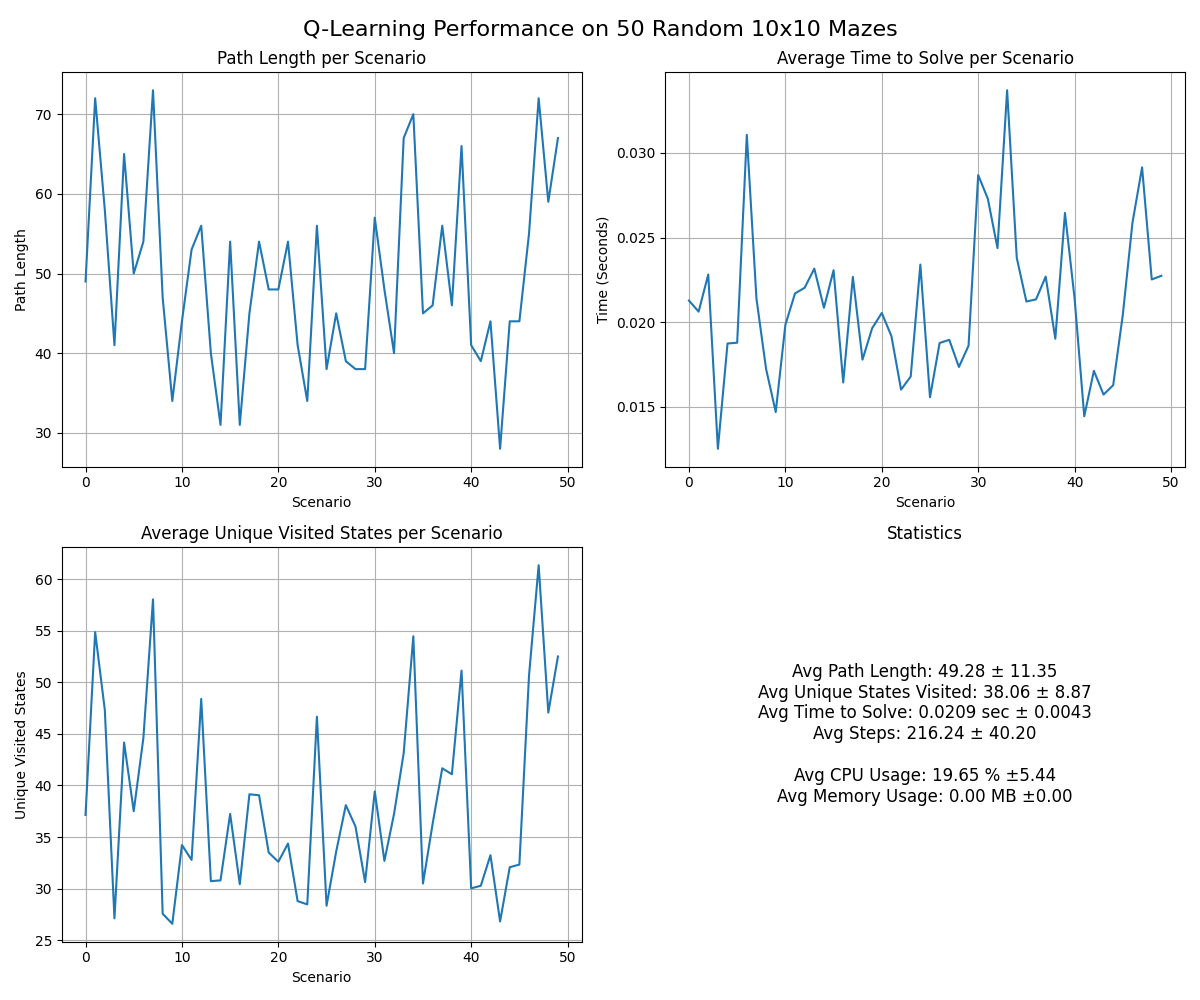 Q-Learning Performance on 50 Random 10x10 Mazes
Path Length per Scenario
70
60
50
40
30
Path Length
0 10 20 30 40 50
Scenario
Average Time to Solve per Scenario
0.030
0.025
0.020
0.015
Time (Seconds)
0 10 20 30 40 50
Scenario
Average Unique Visited States per Scenario
60
55
50
45
40
35
30
25
Unique Visited States
0 10 20 30 40 50
Scenario
Statistics
Avg Path Length: 49.28 ± 11.35
Avg Unique States Visited: 38.06 ± 8.87
Avg Time to Solve: 0.0209 sec ± 0.0043
Avg Steps: 216.24 ± 40.20
Avg CPU Usage: 19.65 % ±5.44
Avg Memory Usage: 0.00 MB ±0.00